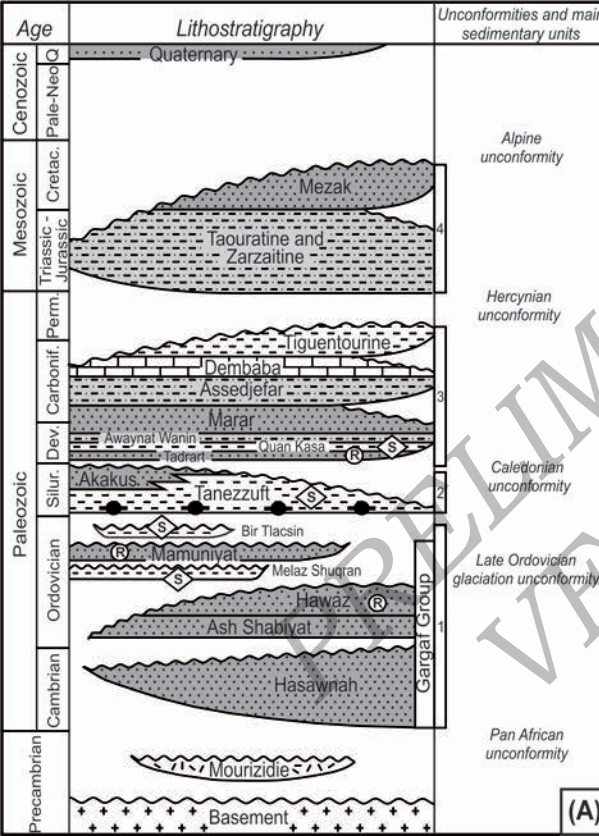 Age
Lithostratigraphy
Unconformities and main
sedimentary units
Cenozoic
Q
Pale-Neo
Quaternary
Alpine
unconformity
Mesozoic
Cretac.
Triassic -
Jurassic
Mezak
Taouratine and
Zarzaitine
4
Hercynian
unconformity
Paleozoic
Perm.
Carbonif.
Dev.
Silur.
Ordovician
Cambrian
Tiguentourine
Dembaba
Assedjefar
3
Marar
Awaynat Wanin
Quan Kasa
S
Tadrart
R
Caledonian
unconformity
Akakus
Tanezzuft
S
2
S
Bir Tlacsin
R
Mamuniyat
Melaz Shuqran
S
Late Ordovician
glaciation unconformity
Hawaz
R
Ash Shabiyat
Gargaf Group
1
Hasawnah
Pan African
unconformity
Precambrian
Mourizidie
Basement
(A)
PRELIM
VE